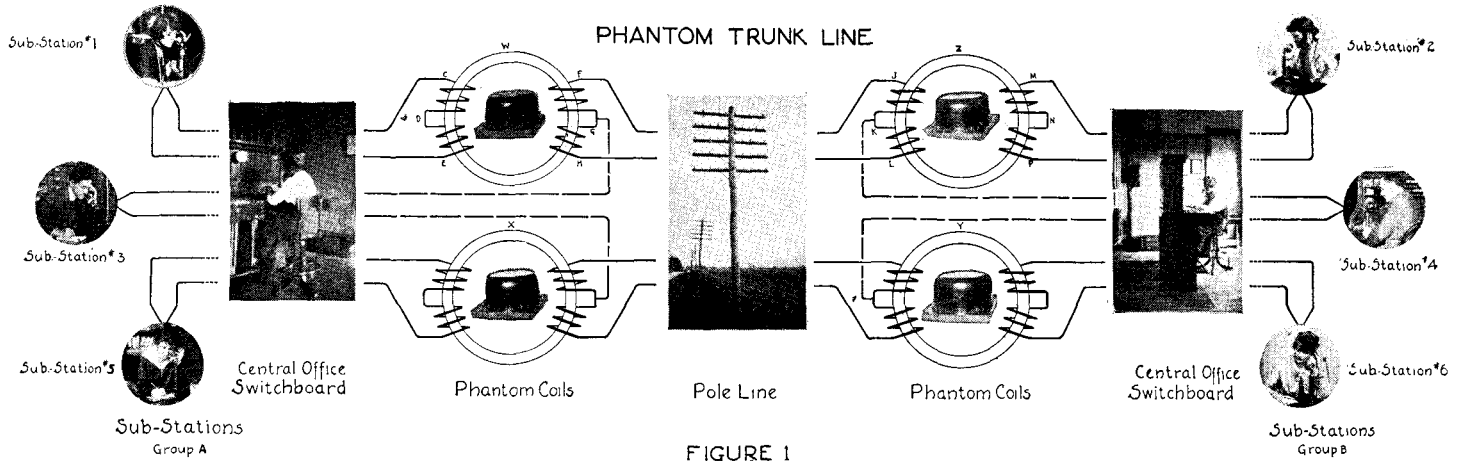 PHANTOM TRUNK LINE
Sub-Station #1
Sub-Station #3
Sub-Station #5
Sub-Stations
Group A
Central Office
Switchboard
W
C
F
D
G
E
H
X
Phantom Coils
Pole Line
Z
J
M
K
N
L
P
Y
Phantom Coils
Central Office
Switchboard
Sub-Station #2
Sub-Station #4
Sub-Station #6
Sub-Stations
Group B
FIGURE 1